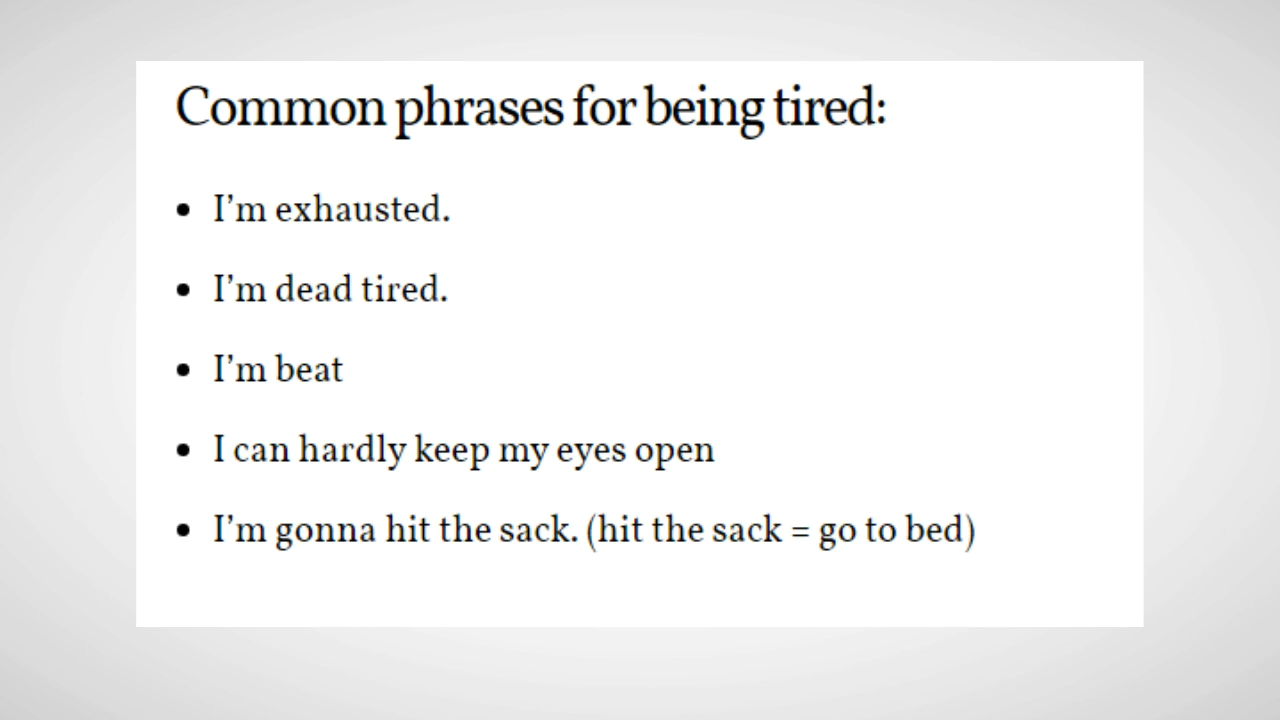 Common phrases for being tired:
• I’m exhausted.
• I’m dead tired.
• I’m beat
• I can hardly keep my eyes open
• I’m gonna hit the sack. (hit the sack = go to bed)